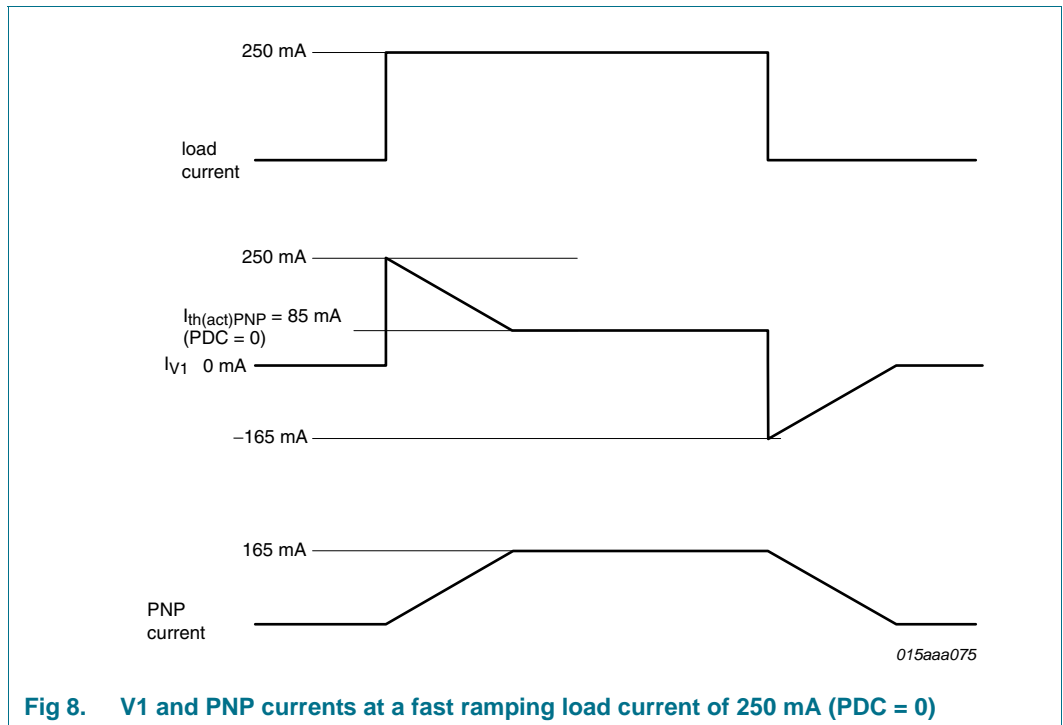 250 mA
load
current
250 mA
Ith(act)PNP = 85 mA
(PDC = 0)
IV1 0 mA
−165 mA
165 mA
PNP
current
015aaa075
Fig 8. V1 and PNP currents at a fast ramping load current of 250 mA (PDC = 0)